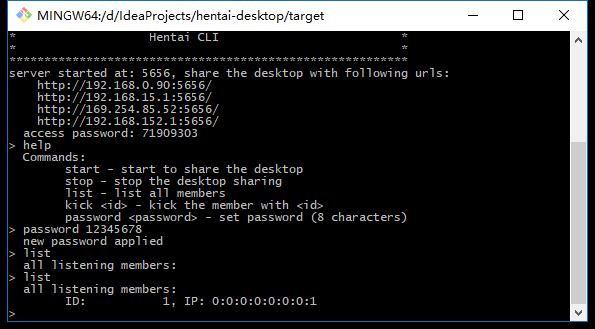 MINGW64:/d/IdeaProjects/hentai-desktop/target
* Hentai CLI *
* *
*********************************************************
server started at: 5656, share the desktop with following urls:
http://192.168.0.90:5656/
http://192.168.15.1:5656/
http://169.254.85.52:5656/
http://192.168.152.1:5656/
access password: 71909303
> help
Commands:
start - start to share the desktop
stop - stop the desktop sharing
list - list all members
kick <id> - kick the member with <id>
password <password> - set password (8 characters)
> password 12345678
new password applied
> list
all listening members:
> list
all listening members:
ID: 1, IP: 0:0:0:0:0:0:0:1
>